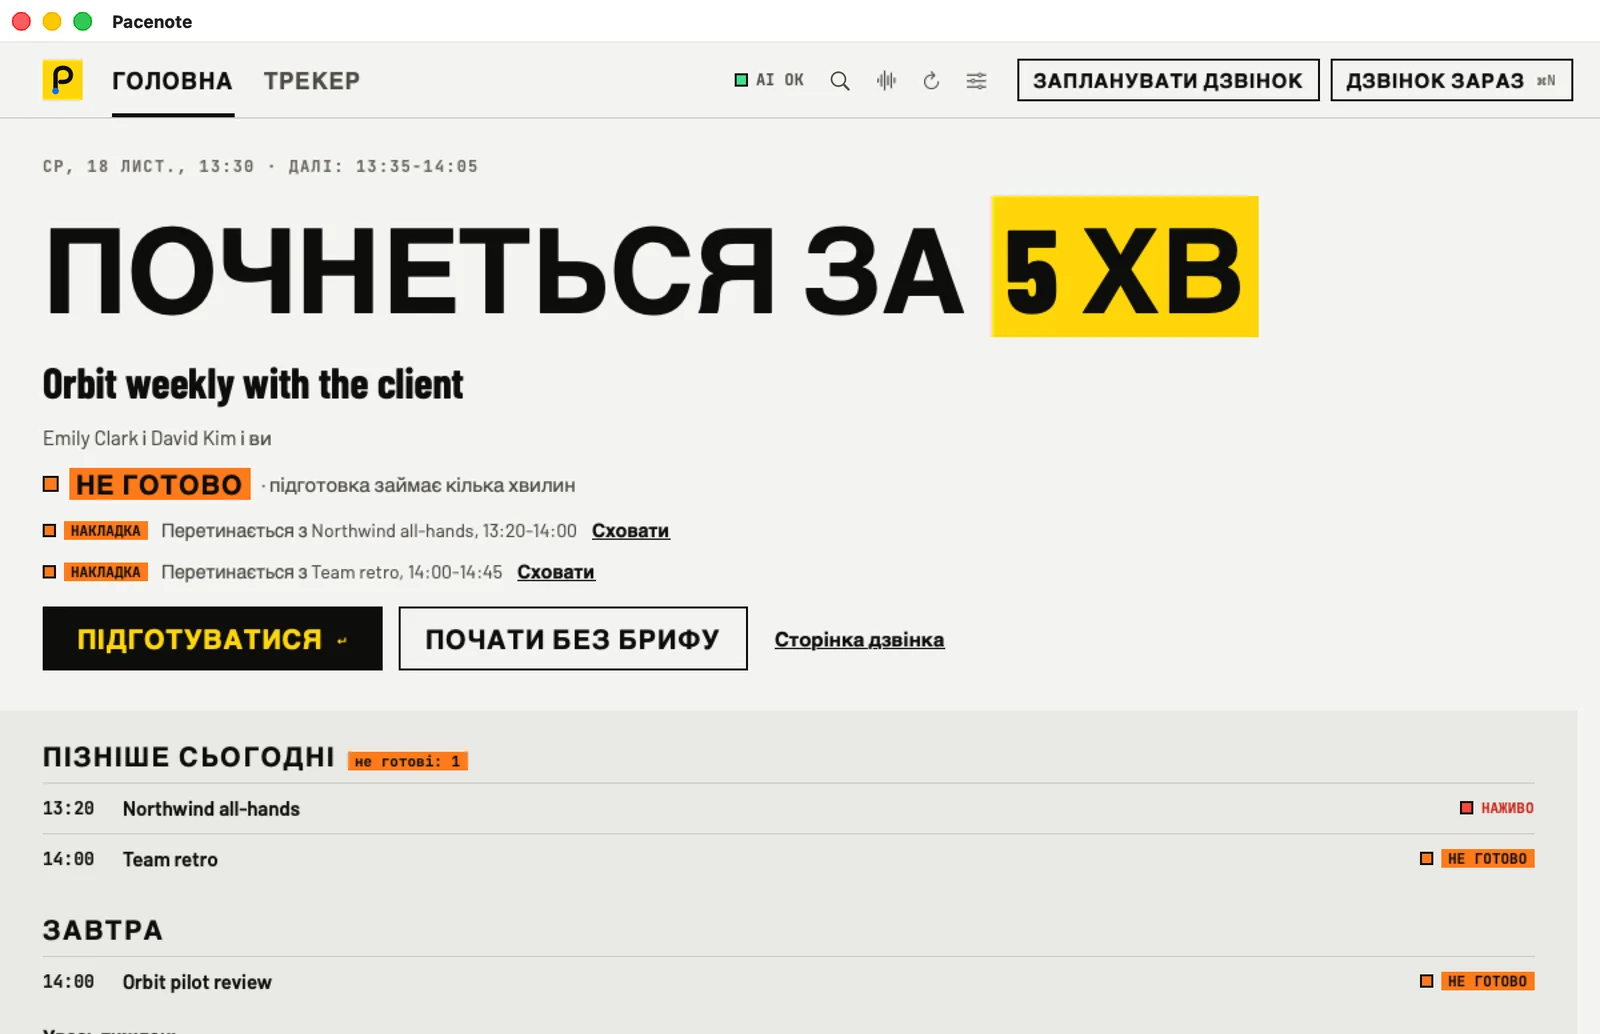 Pacenote
ГОЛОВНА ТРЕКЕР AI OK ЗАПЛАНУВАТИ ДЗВІНОК ДЗВІНОК ЗАРАЗ ⌘N
СР, 18 ЛИСТ., 13:30 · ДАЛІ: 13:35-14:05
ПОЧНЕТЬСЯ ЗА 5 ХВ
Orbit weekly with the client
Emily Clark і David Kim і ви
НЕ ГОТОВО · підготовка займає кілька хвилин
НАКЛАДКА Перетинається з Northwind all-hands, 13:20-14:00 Сховати
НАКЛАДКА Перетинається з Team retro, 14:00-14:45 Сховати
ПІДГОТУВАТИСЯ ↵ ПОЧАТИ БЕЗ БРИФУ Сторінка дзвінка
ПІЗНІШЕ СЬОГОДНІ не готові: 1
13:20 Northwind all-hands НАЖИВО
14:00 Team retro НЕ ГОТОВО
ЗАВТРА
14:00 Orbit pilot review НЕ ГОТОВО